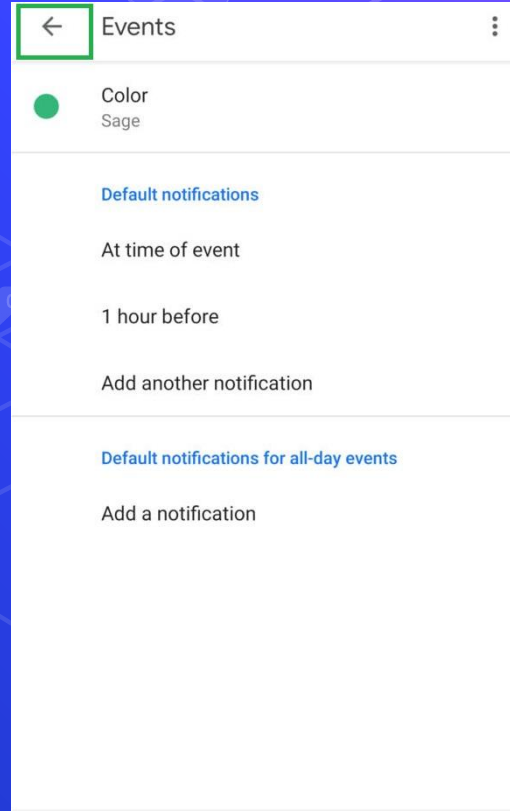 Events
Color
Sage
Default notifications
At time of event
1 hour before
Add another notification
Default notifications for all-day events
Add a notification